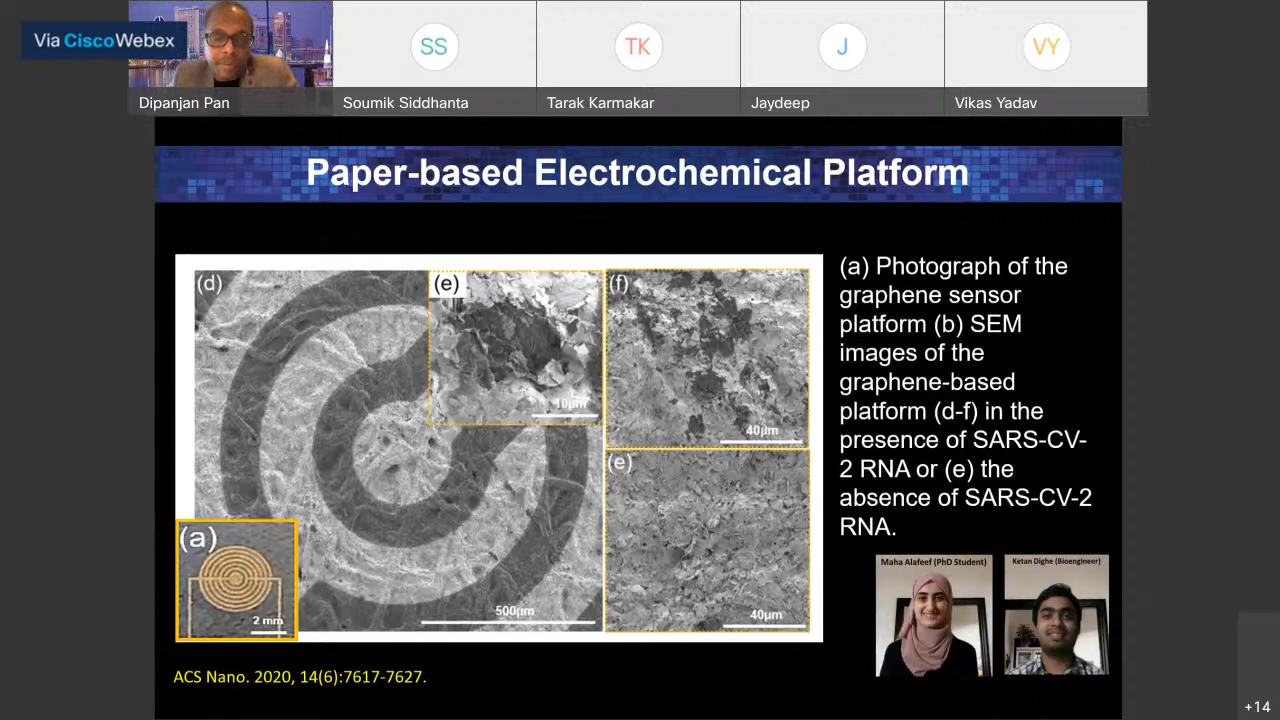 Via CiscoWebex
SS
TK
J
VY
Dipanjan Pan
Soumik Siddhanta
Tarak Karmakar
Jaydeep
Vikas Yadav
Paper-based Electrochemical Platform
(d)
(e)
(f)
10µm
40µm
(e)
(a)
2 mm
500µm
40µm
(a) Photograph of the
graphene sensor
platform (b) SEM
images of the
graphene-based
platform (d-f) in the
presence of SARS-CV-
2 RNA or (e) the
absence of SARS-CV-2
RNA.
Maha Alafeef (PhD Student)
Ketan Dighe (Bioengineer)
ACS Nano. 2020, 14(6):7617-7627.
+14